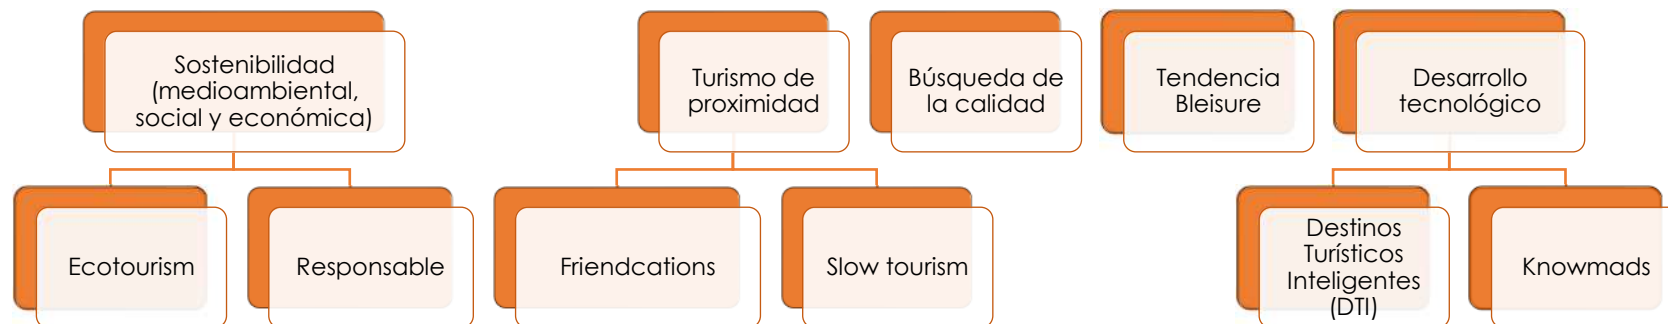 Sostenibilidad
(medioambiental,
social y económica)
Turismo de
proximidad
Búsqueda de
la calidad
Tendencia
Bleisure
Desarrollo
tecnológico
Ecotourism
Responsable
Friendcations
Slow tourism
Destinos
Turísticos
Inteligentes
(DTI)
Knowmads